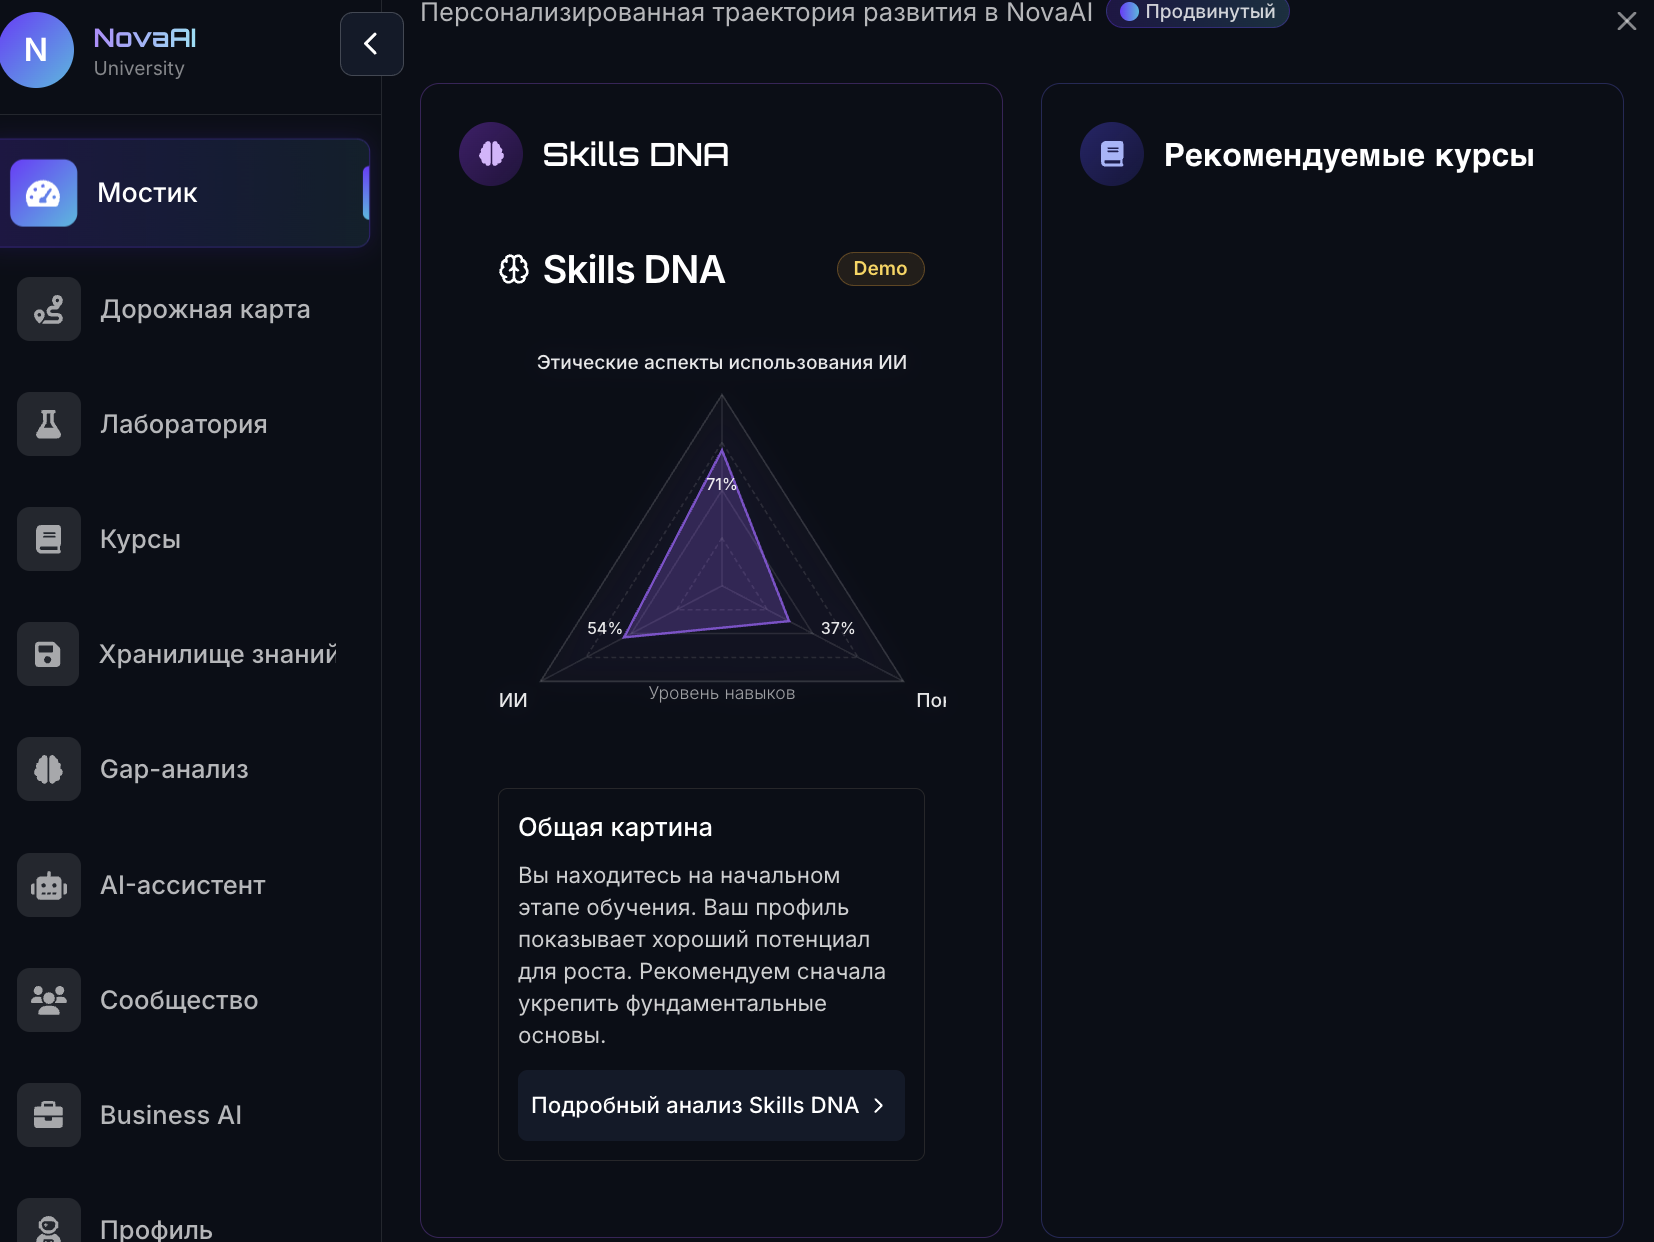 N
NovaAI
University
Мостик
Дорожная карта
Лаборатория
Курсы
Хранилище знаний
Gap-анализ
AI-ассистент
Сообщество
Business AI
Профиль
Персонализированная траектория развития в NovaAI
Продвинутый
Skills DNA
Skills DNA
Demo
Этические аспекты использования ИИ
71%
54%
37%
ИИ
Уровень навыков
Общая картина
Вы находитесь на начальном
этапе обучения. Ваш профиль
показывает хороший потенциал
для роста. Рекомендуем сначала
укрепить фундаментальные
основы.
Подробный анализ Skills DNA
Рекомендуемые курсы